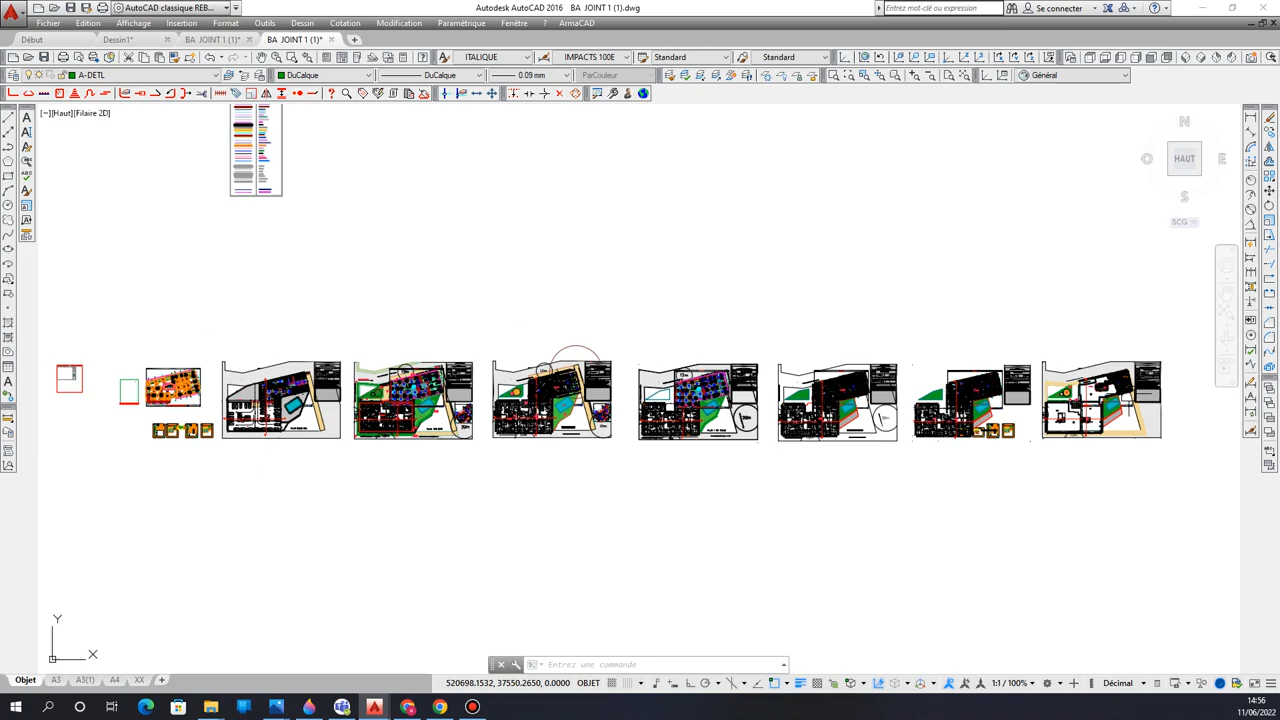 AutoCAD classique REB...
Autodesk AutoCAD 2016 BA JOINT 1 (1).dwg
Entrez mot-clé ou expression
Se connecter
Fichier Edition Affichage Insertion Format Outils Dessin Cotation Modification Paramétrique Fenêtre ? ArmaCAD
Début Dessin1* BA JOINT 1 (1)* BA JOINT 1 (1)*
ITALIQUE IMPACTS 100E Standard Standard
A-DETL DuCalque DuCalque 0.09 mm ParCouleur Général
[−][Haut][Filaire 2D]
N
O HAUT E
S
SCG
Y
X
Entrez une commande
Objet A3 A3(1) A4 XX
520698.1532, 37550.2650, 0.0000 OBJET 1:1 / 100% Décimal
14:56
11/06/2022